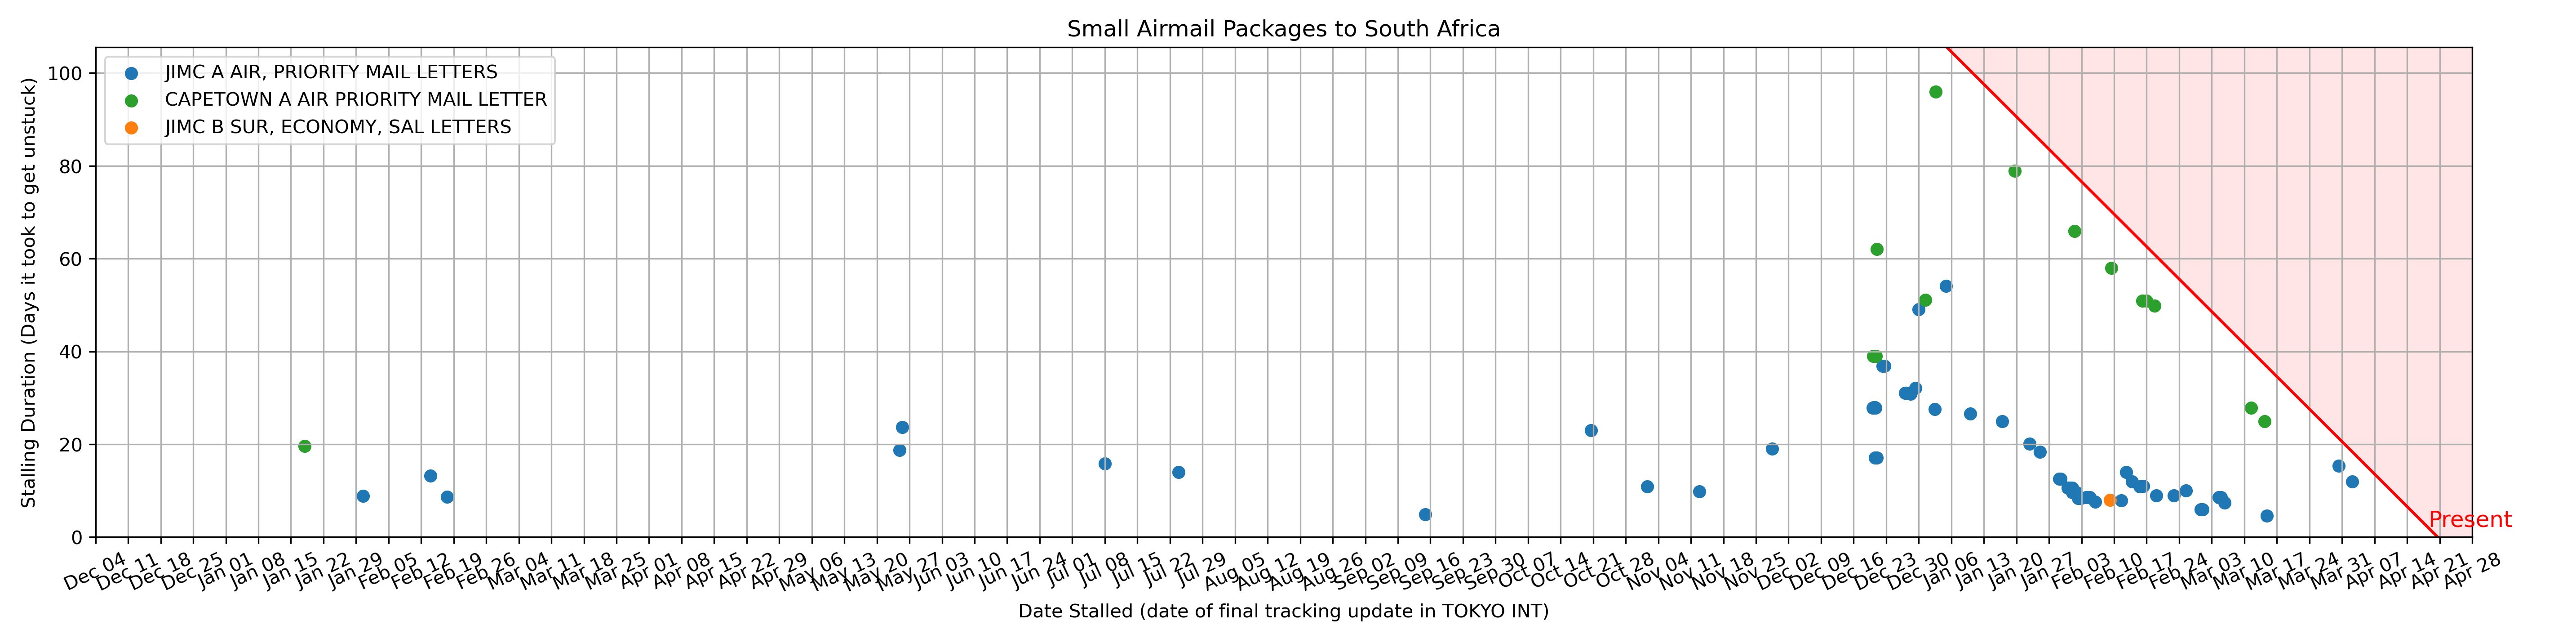 Small Airmail Packages to South Africa
JIMC A AIR, PRIORITY MAIL LETTERS
CAPETOWN A AIR PRIORITY MAIL LETTER
JIMC B SUR, ECONOMY, SAL LETTERS
Stalling Duration (Days it took to get unstuck)
100
80
60
40
20
0
Present
Dec 04
Dec 11
Dec 18
Dec 25
Jan 01
Jan 08
Jan 15
Jan 22
Jan 29
Feb 05
Feb 12
Feb 19
Feb 26
Mar 04
Mar 11
Mar 18
Mar 25
Apr 01
Apr 08
Apr 15
Apr 22
Apr 29
May 06
May 13
May 20
May 27
Jun 03
Jun 10
Jun 17
Jun 24
Jul 01
Jul 08
Jul 15
Jul 22
Jul 29
Aug 05
Aug 12
Aug 19
Aug 26
Sep 02
Sep 09
Sep 16
Sep 23
Sep 30
Oct 07
Oct 14
Oct 21
Oct 28
Nov 04
Nov 11
Nov 18
Nov 25
Dec 02
Dec 09
Dec 16
Dec 23
Dec 30
Jan 06
Jan 13
Jan 20
Jan 27
Feb 03
Feb 10
Feb 17
Feb 24
Mar 03
Mar 10
Mar 17
Mar 24
Mar 31
Apr 07
Apr 14
Apr 21
Apr 28
Date Stalled (date of final tracking update in TOKYO INT)